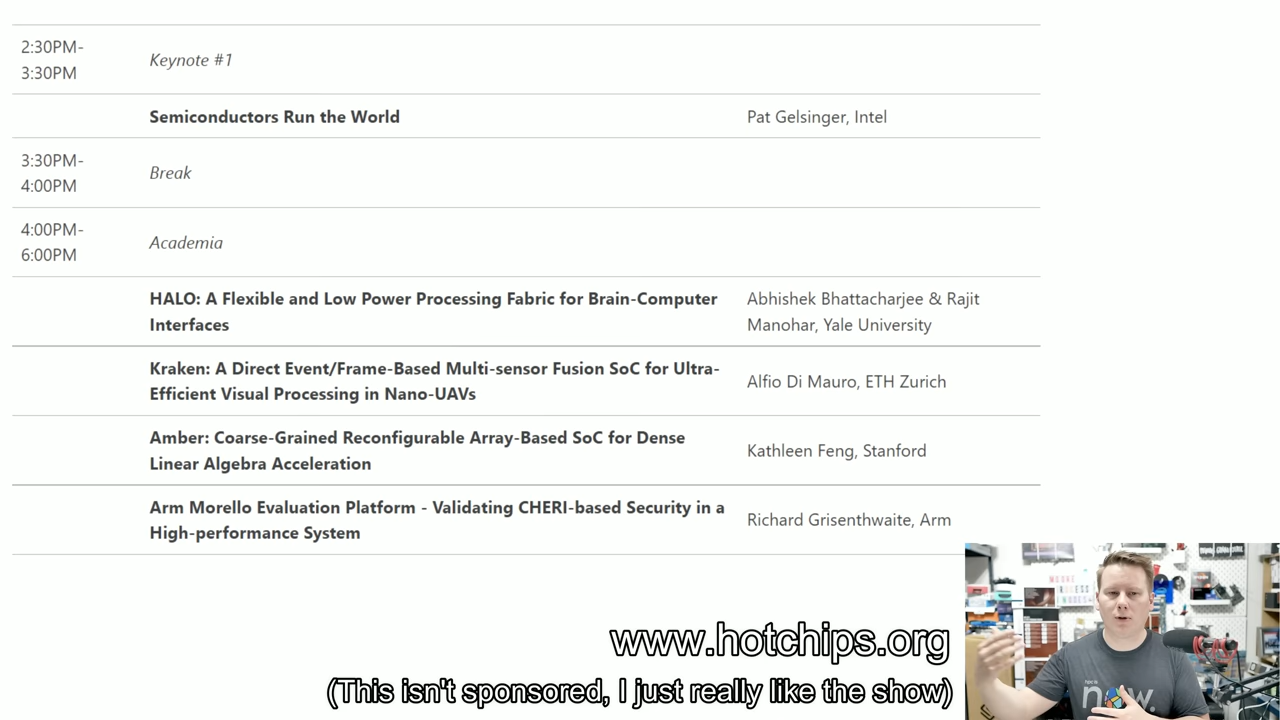 2:30PM-
3:30PM
Keynote #1
Semiconductors Run the World
Pat Gelsinger, Intel
3:30PM-
4:00PM
Break
4:00PM-
6:00PM
Academia
HALO: A Flexible and Low Power Processing Fabric for Brain-Computer
Interfaces
Abhishek Bhattacharjee & Rajit
Manohar, Yale University
Kraken: A Direct Event/Frame-Based Multi-sensor Fusion SoC for Ultra-
Efficient Visual Processing in Nano-UAVs
Alfio Di Mauro, ETH Zurich
Amber: Coarse-Grained Reconfigurable Array-Based SoC for Dense
Linear Algebra Acceleration
Kathleen Feng, Stanford
Arm Morello Evaluation Platform - Validating CHERI-based Security in a
High-performance System
Richard Grisenthwaite, Arm
www.hotchips.org
(This isn't sponsored, I just really like the show)